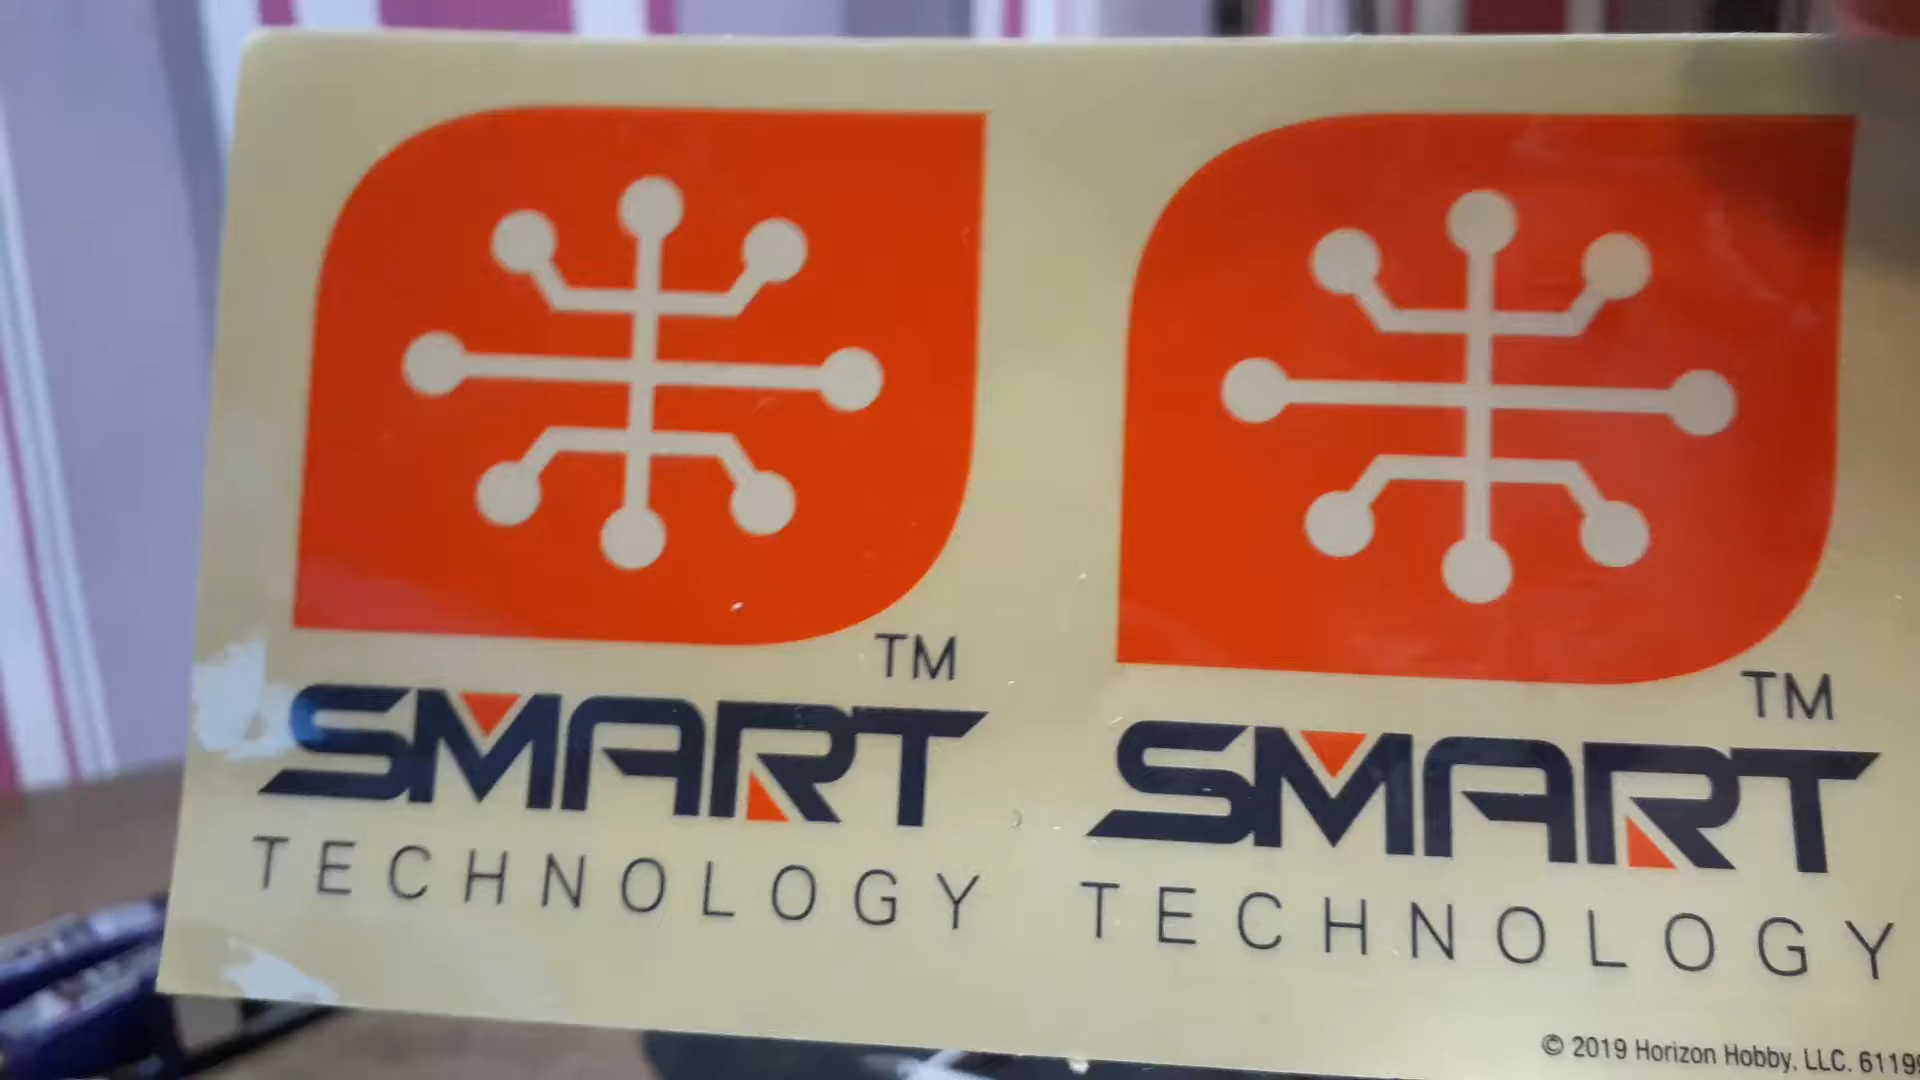 TM
SMART
TECHNOLOGY
TM
SMART
TECHNOLOGY
© 2019 Horizon Hobby, LLC.